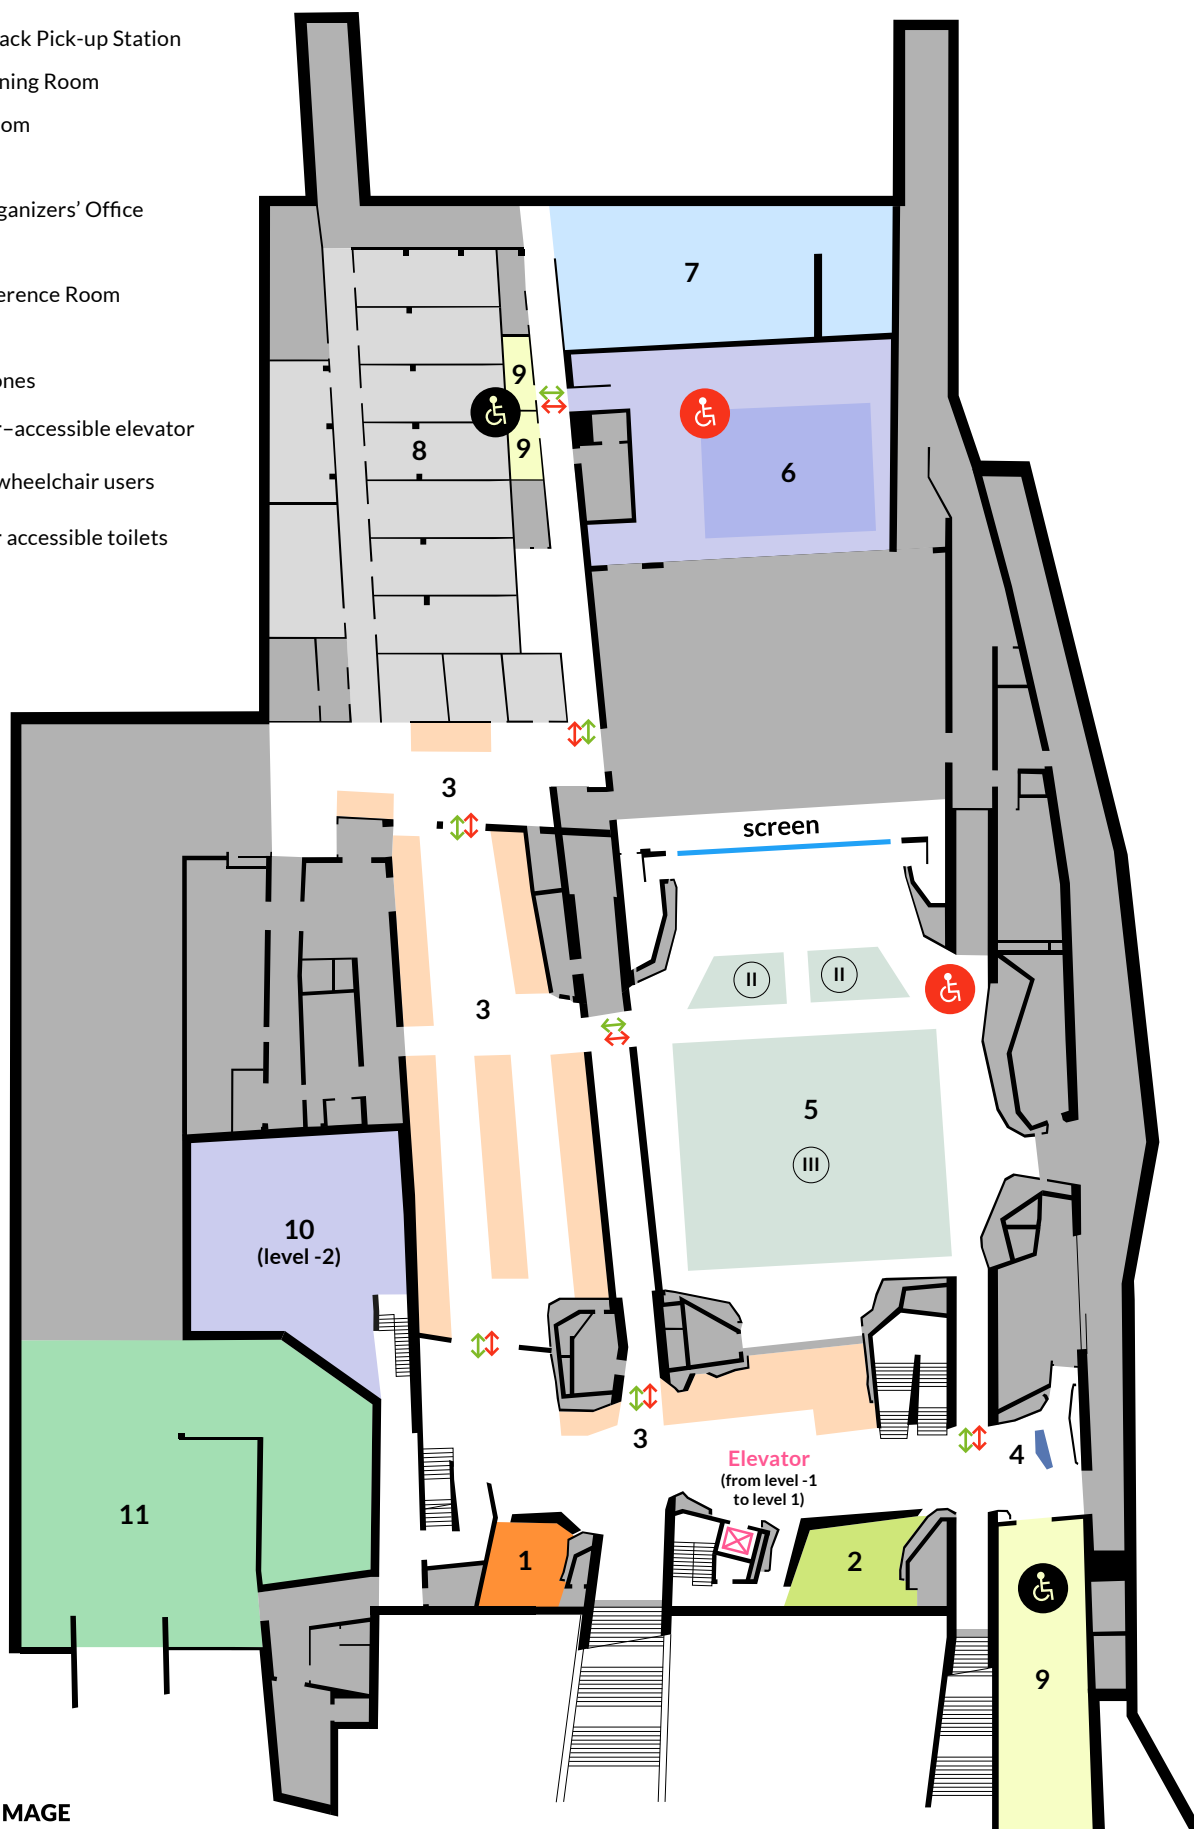 ack Pick-up Station
ning Room
om
ganizers’ Office
erence Room
ones
r–accessible elevator
wheelchair users
r accessible toilets
7
9
8
9
6
3
screen
II
II
3
5
III
10
(level -2)
3
Elevator
(from level -1
to level 1)
4
11
1
2
9
MAGE